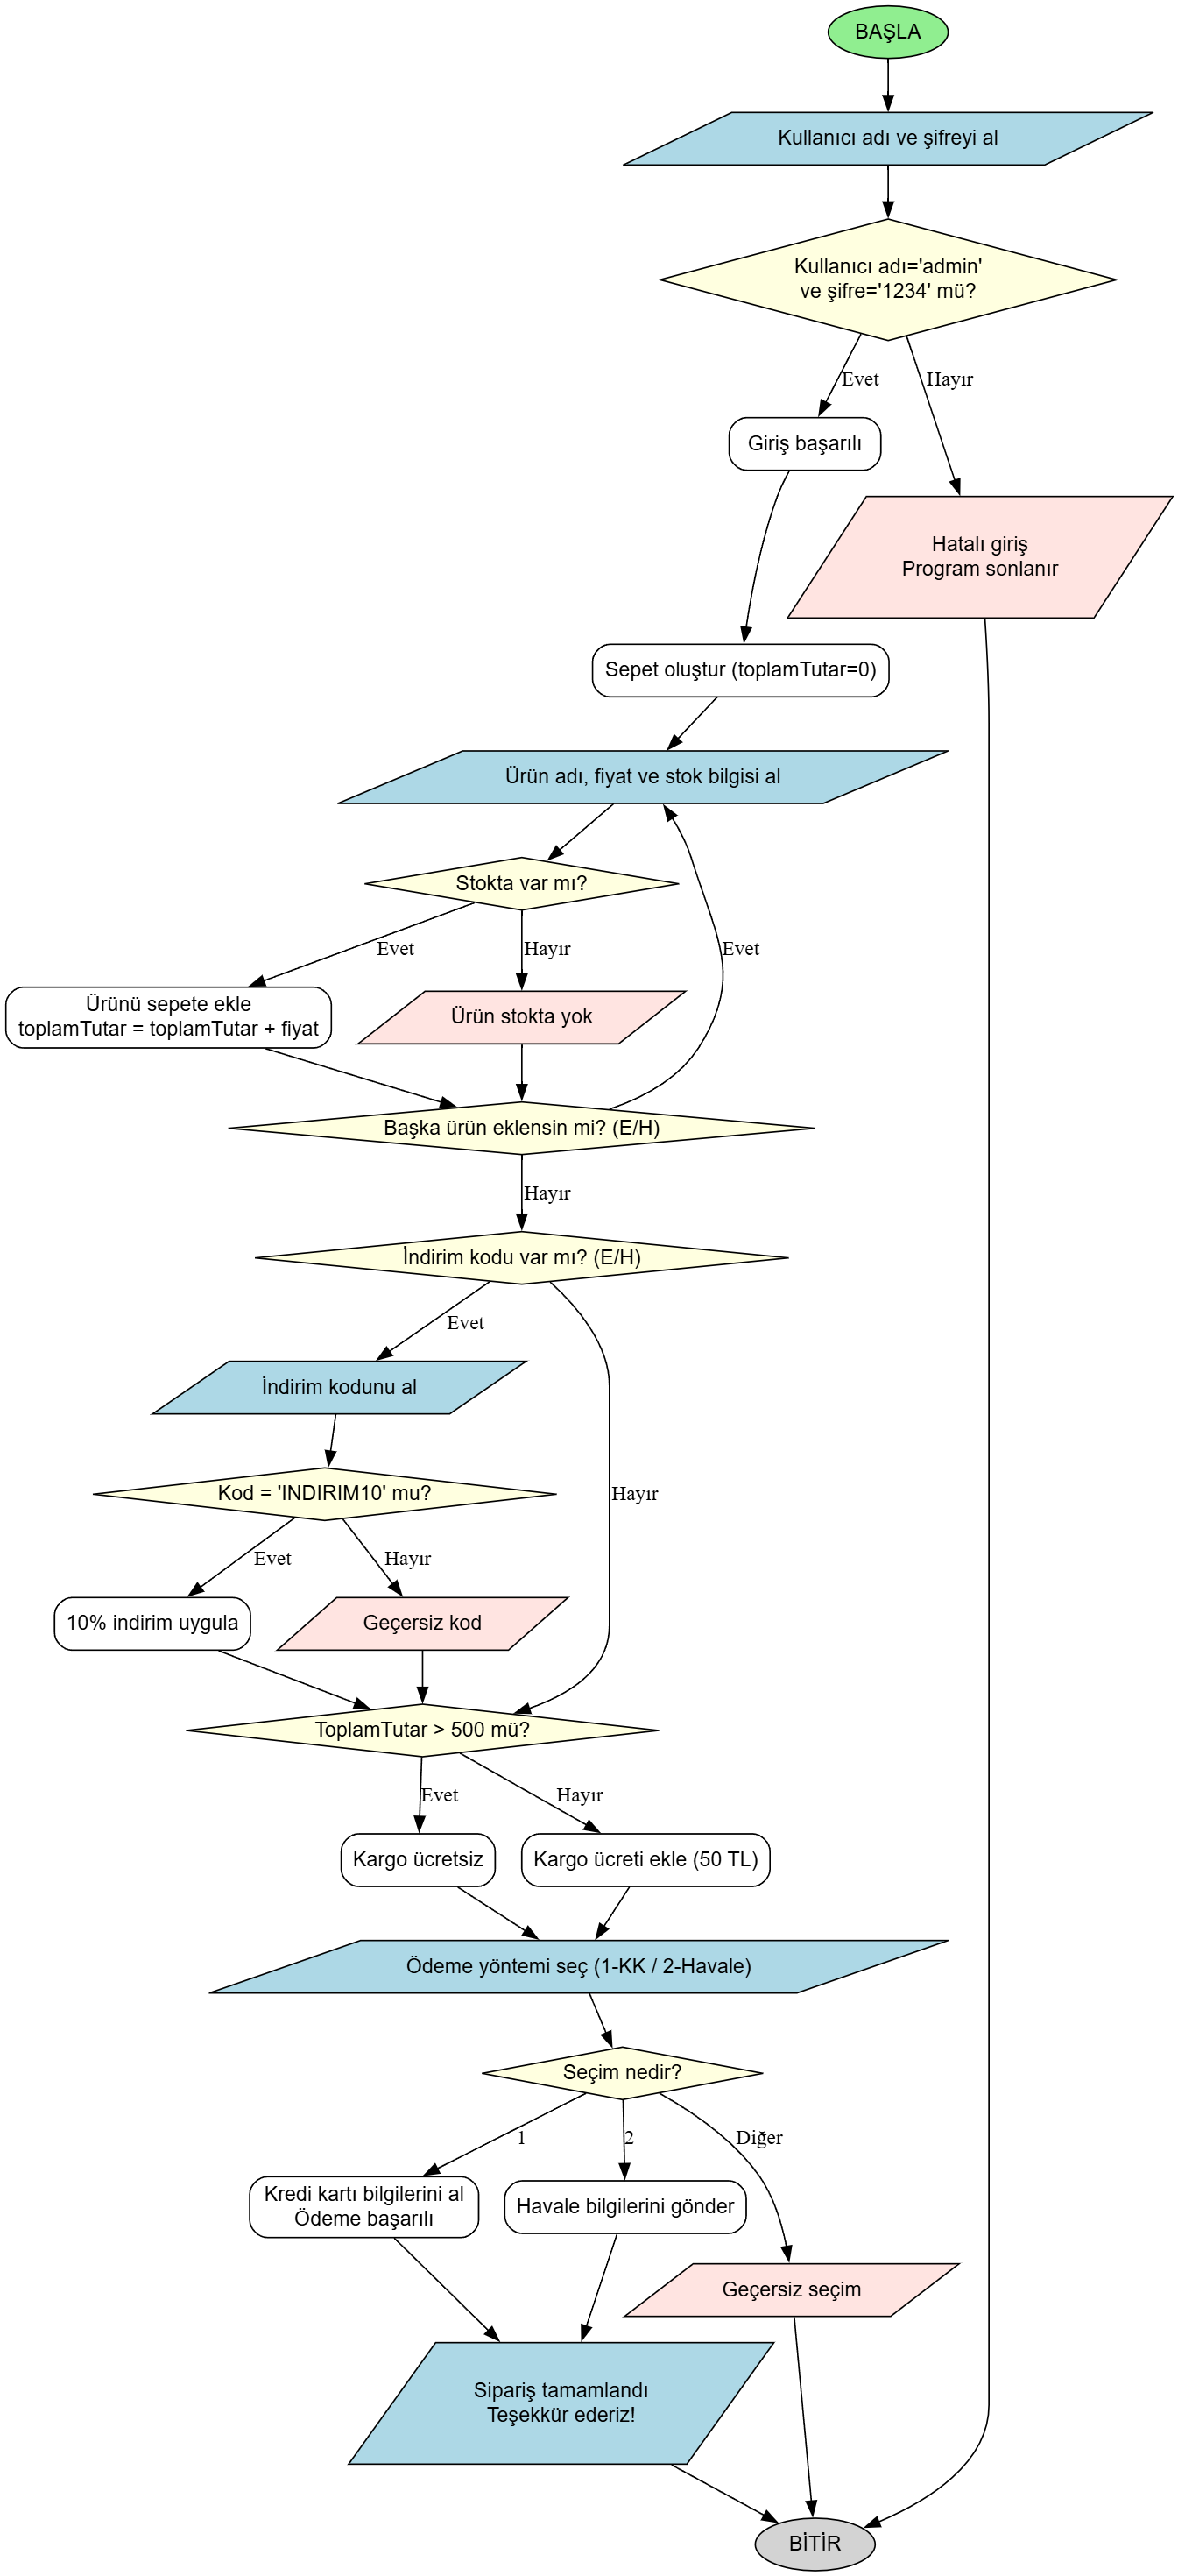 BAŞLA
Kullanıcı adı ve şifreyi al
Kullanıcı adı='admin'
ve şifre='1234' mü?
Evet
Hayır
Giriş başarılı
Hatalı giriş
Program sonlanır
Sepet oluştur (toplamTutar=0)
Ürün adı, fiyat ve stok bilgisi al
Stokta var mı?
Evet
Hayır
Evet
Ürünü sepete ekle
toplamTutar = toplamTutar + fiyat
Ürün stokta yok
Başka ürün eklensin mi? (E/H)
Hayır
İndirim kodu var mı? (E/H)
Evet
İndirim kodunu al
Kod = 'INDIRIM10' mu?
Hayır
Evet
Hayır
10% indirim uygula
Geçersiz kod
ToplamTutar > 500 mü?
Evet
Hayır
Kargo ücretsiz
Kargo ücreti ekle (50 TL)
Ödeme yöntemi seç (1-KK / 2-Havale)
Seçim nedir?
1
2
Diğer
Kredi kartı bilgilerini al
Ödeme başarılı
Havale bilgilerini gönder
Geçersiz seçim
Sipariş tamamlandı
Teşekkür ederiz!
BİTİR